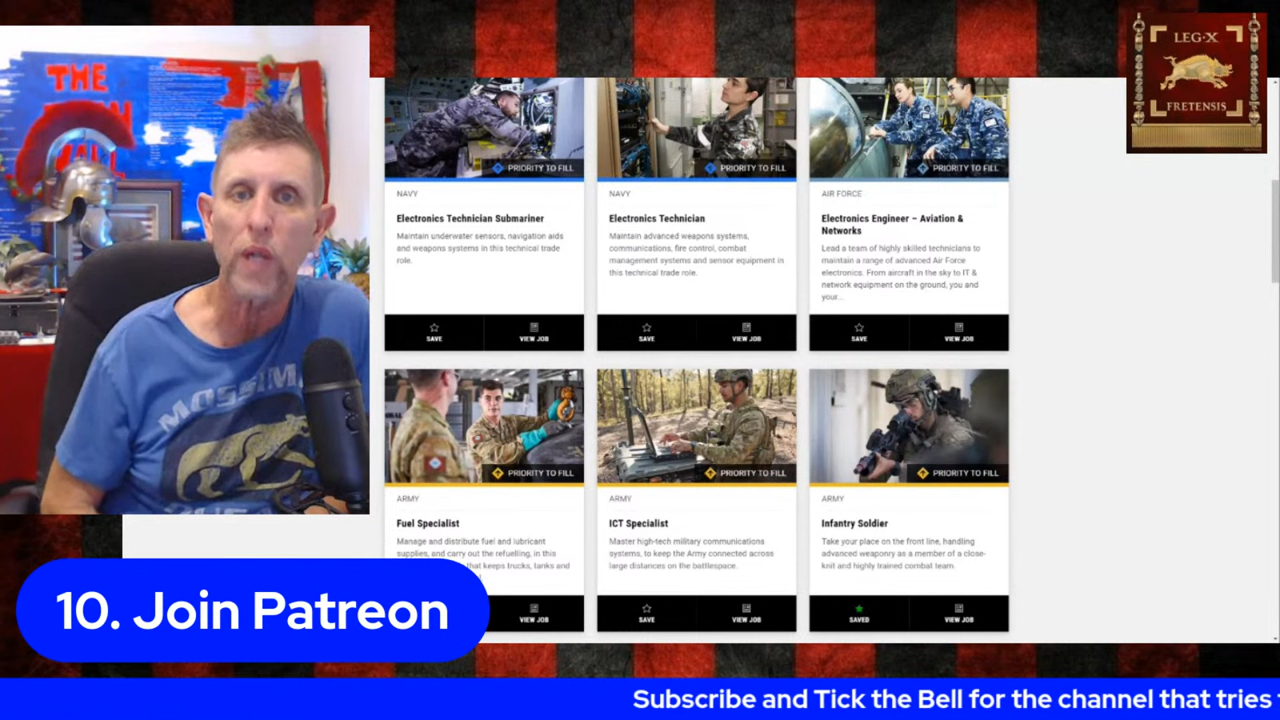 THE
LEG·X
FRETENSIS
MOSSIM
PRIORITY TO FILL
PRIORITY TO FILL
PRIORITY TO FILL
NAVY
Electronics Technician Submariner
Maintain underwater sensors, navigation aids
and weapons systems in this technical trade
role.
SAVE
VIEW JOB
NAVY
Electronics Technician
Maintain advanced weapons systems,
communications, fire control, combat
management systems and sensor equipment in
this technical trade role.
SAVE
VIEW JOB
AIR FORCE
Electronics Engineer – Aviation &
Networks
Lead a team of highly skilled technicians to
maintain a range of advanced Air Force
electronics. From aircraft in the sky to IT &
network equipment on the ground, you and
your...
SAVE
VIEW JOB
PRIORITY TO FILL
PRIORITY TO FILL
PRIORITY TO FILL
ARMY
Fuel Specialist
Manage and distribute fuel and lubricant
supplies, and carry out the refuelling, in this
that keeps trucks, tanks and
VIEW JOB
ARMY
ICT Specialist
Master high-tech military communications
systems, to keep the Army connected across
large distances on the battlespace.
SAVE
VIEW JOB
ARMY
Infantry Soldier
Take your place on the front line, handling
advanced weaponry as a member of a close-
knit and highly trained combat team.
SAVED
VIEW JOB
10. Join Patreon
Subscribe and Tick the Bell for the channel that tries